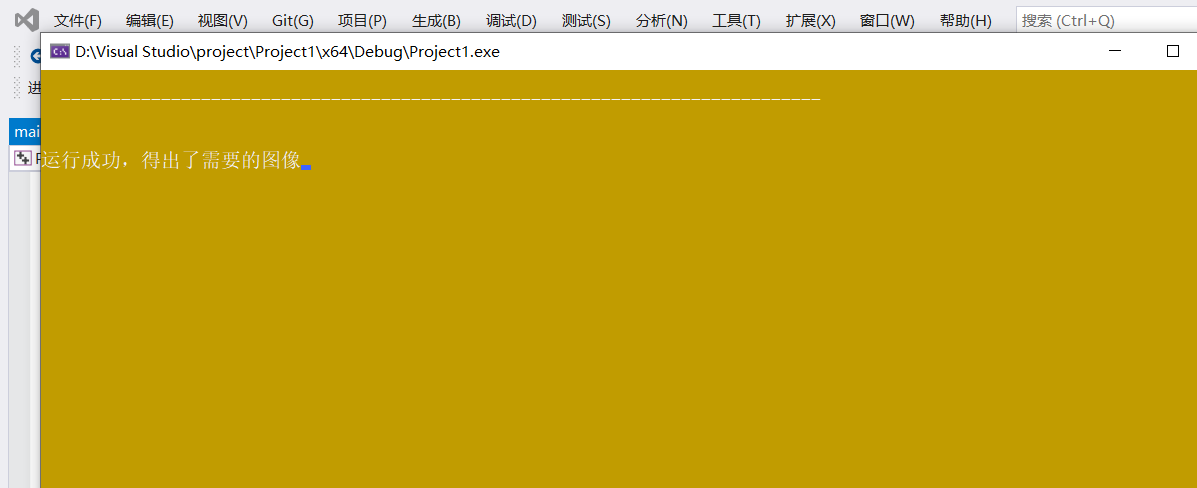 文件(F) 编辑(E) 视图(V) Git(G) 项目(P) 生成(B) 调试(D) 测试(S) 分析(N) 工具(T) 扩展(X) 窗口(W) 帮助(H) 搜索 (Ctrl+Q)
C:\ D:\Visual Studio\project\Project1\x64\Debug\Project1.exe
进
mai
运行成功，得出了需要的图像